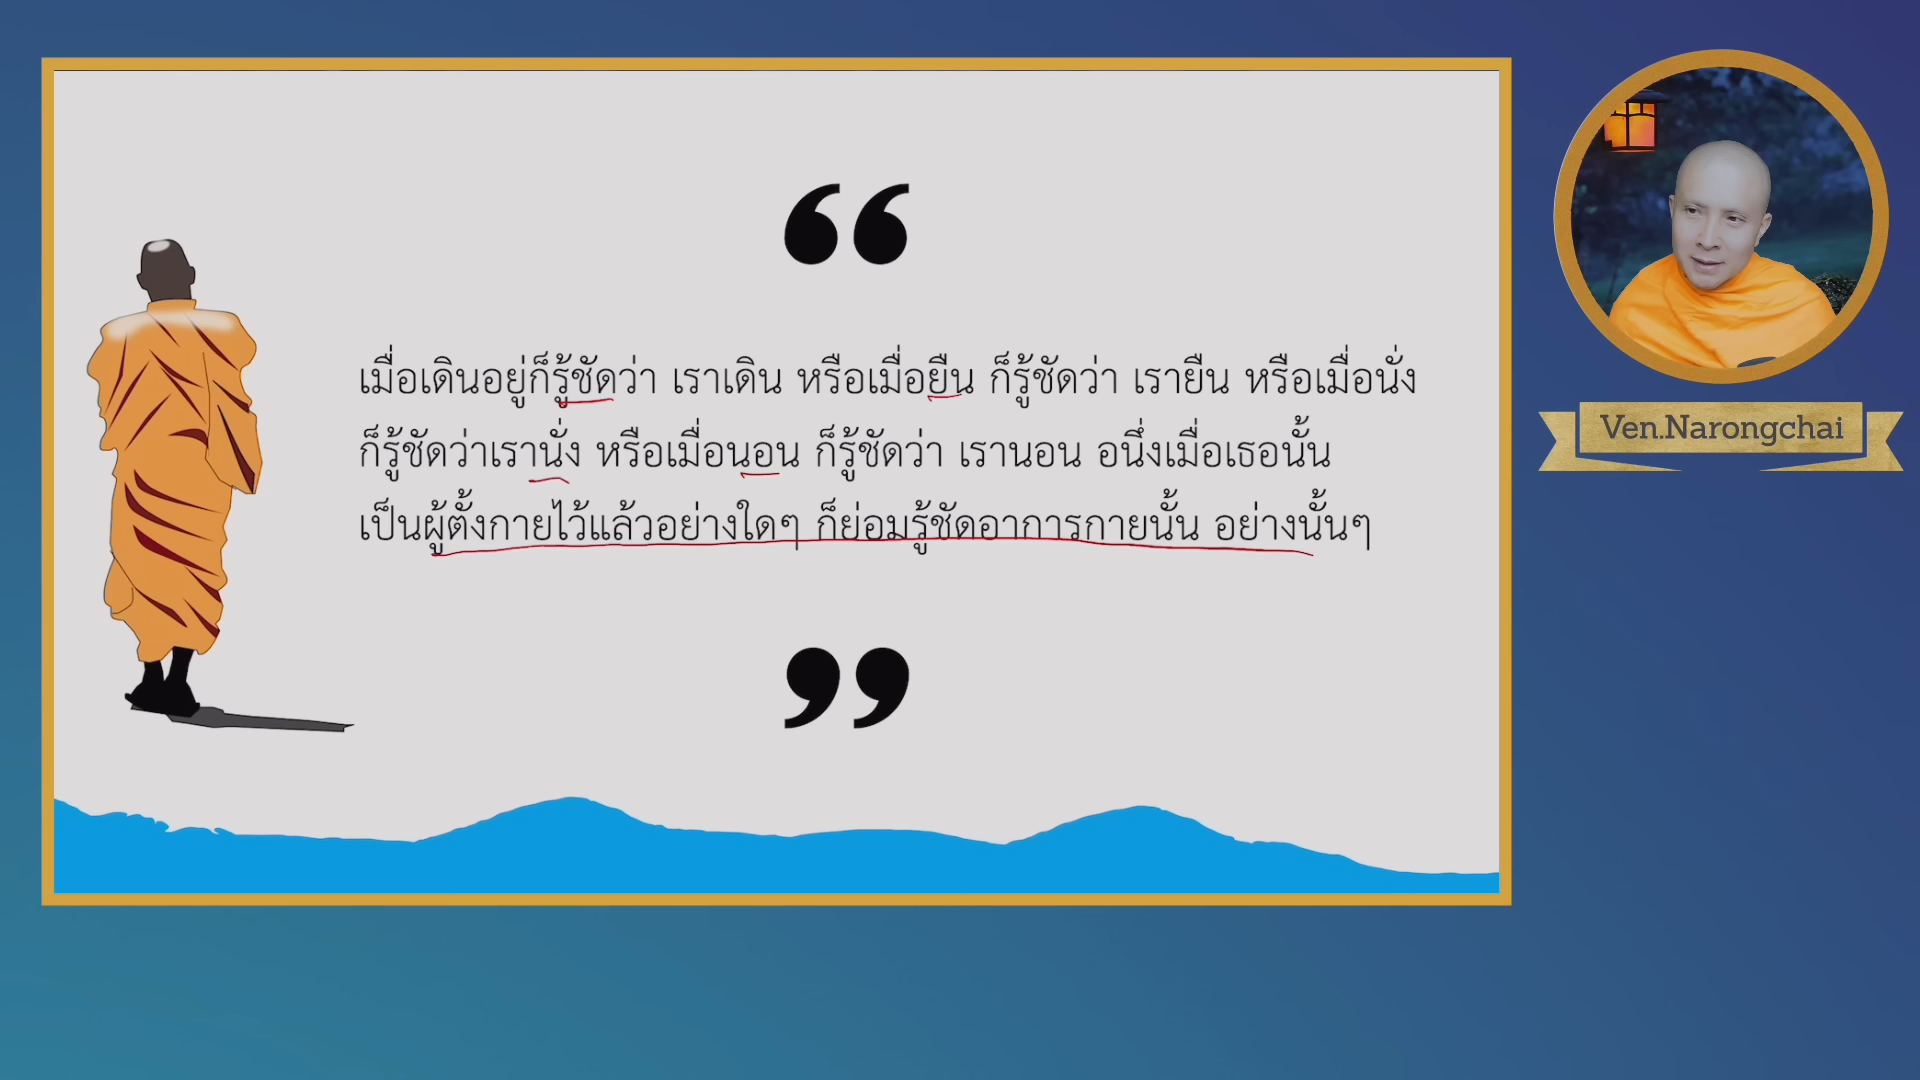 เมื่อเดินอยู่ก็รู้ชัดว่า เราเดิน หรือเมื่อยืน ก็รู้ชัดว่า เรายืน หรือเมื่อนั่ง
ก็รู้ชัดว่าเรานั่ง หรือเมื่อนอน ก็รู้ชัดว่า เรานอน อนึ่งเมื่อเธอนั้น
เป็นผู้ตั้งกายไว้แล้วอย่างใดๆ ก็ย่อมรู้ชัดอาการกายนั้น อย่างนั้นๆ
Ven.Narongchai